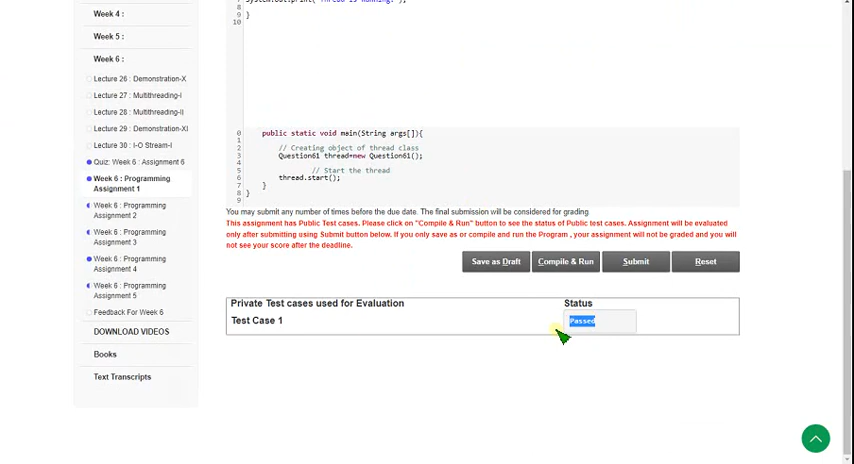 Week 4 :
Week 5 :
Week 6 :
Lecture 26 : Demonstration-X
Lecture 27 : Multithreading-I
Lecture 28 : Multithreading-II
Lecture 29 : Demonstration-XI
Lecture 30 : I-O Stream-I
Quiz: Week 6 : Assignment 6
Week 6 : Programming
Assignment 1
Week 6 : Programming
Assignment 2
Week 6 : Programming
Assignment 3
Week 6 : Programming
Assignment 4
Week 6 : Programming
Assignment 5
Feedback For Week 6
DOWNLOAD VIDEOS
Books
Text Transcripts
8
9 }
10
0 public static void main(String args[]){
1
2 // Creating object of thread class
3 Question61 thread=new Question61();
4
5 // Start the thread
6 thread.start();
7 }
8 }
9
You may submit any number of times before the due date. The final submission will be considered for grading
This assignment has Public Test cases. Please click on "Compile & Run" button to see the status of Public test cases. Assignment will be evaluated
only after submitting using Submit button below. If you only save as or compile and run the Program , your assignment will not be graded and you will
not see your score after the deadline.
Save as Draft Compile & Run Submit Reset
Private Test cases used for Evaluation Status
Test Case 1 Passed